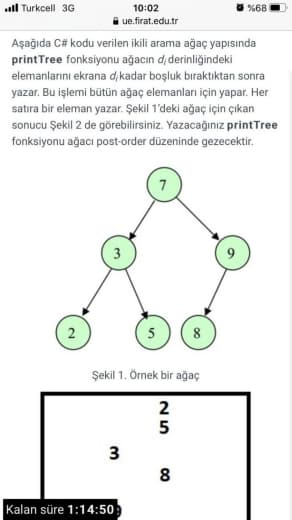 Turkcell 3G
10:02
%68
ue.firat.edu.tr
Aşağıda C# kodu verilen ikili arama ağaç yapısında
printTree fonksiyonu ağacın di derinliğindeki
elemanlarını ekrana di kadar boşluk bıraktıktan sonra
yazar. Bu işlemi bütün ağaç elemanları için yapar. Her
satıra bir eleman yazar. Şekil 1'deki ağaç için çıkan
sonucu Şekil 2 de görebilirsiniz. Yazacağınız printTree
fonksiyonu ağacı post-order düzeninde gezecektir.
7
3 9
2 5 8
Şekil 1. Örnek bir ağaç
2
5
3
8
Kalan süre 1:14:50